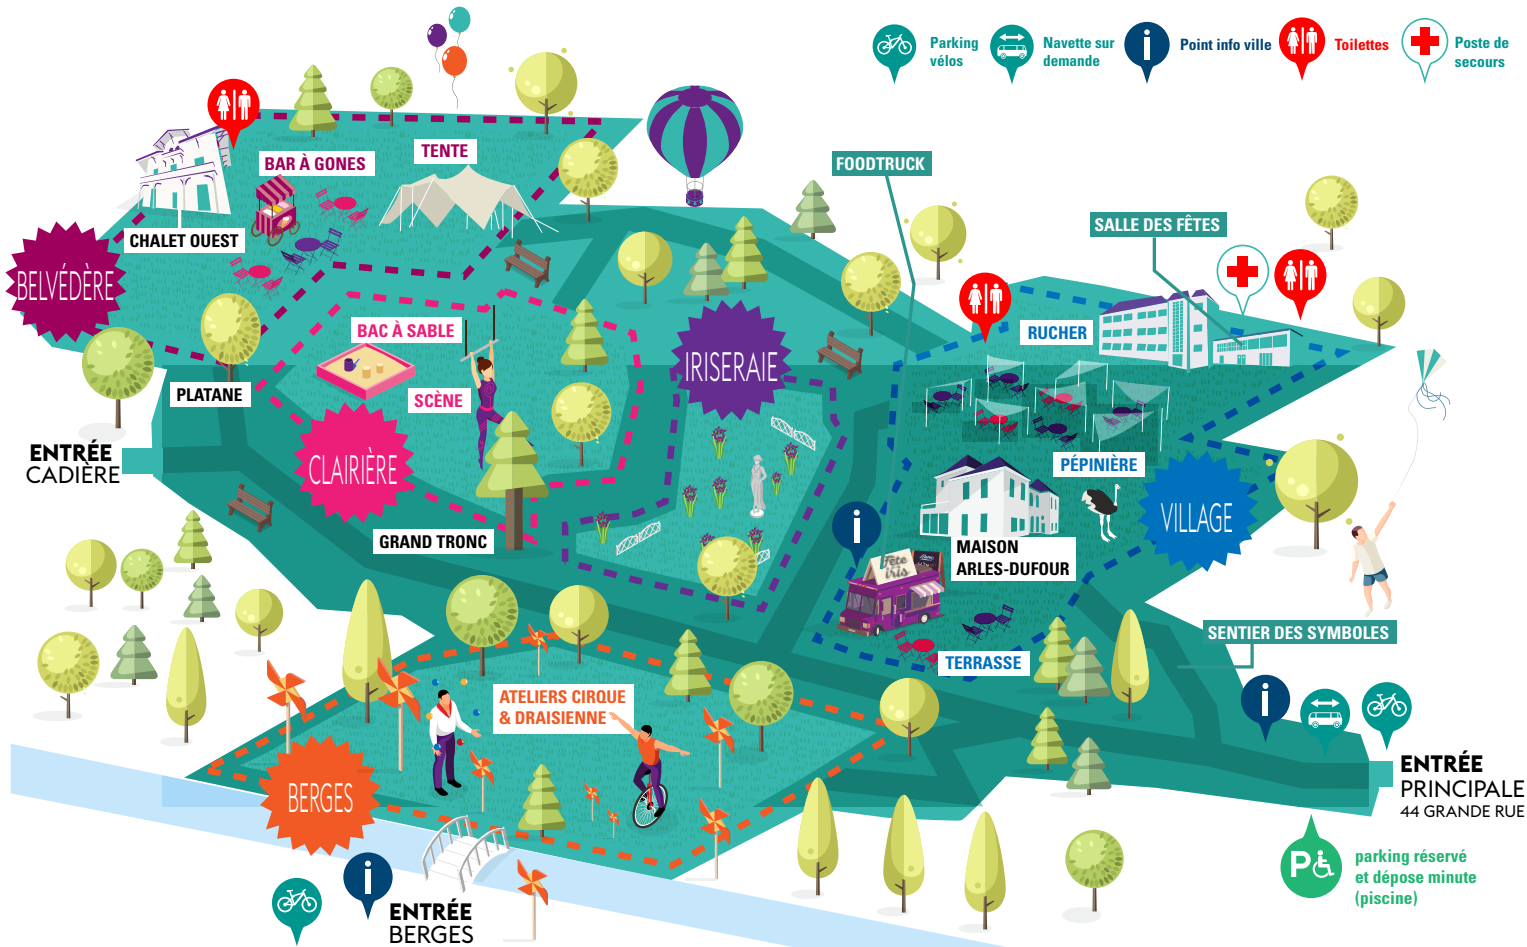 Parking
vélos
Navette sur
demande
i
Point info ville
Toilettes
Poste de
secours
BAR À GONES
TENTE
FOODTRUCK
CHALET OUEST
SALLE DES FÊTES
BELVÉDÈRE
BAC À SABLE
RUCHER
IRISERAIE
PLATANE
SCÈNE
ENTRÉE
CADIÈRE
CLAIRIÈRE
PÉPINIÈRE
VILLAGE
GRAND TRONC
i
MAISON
ARLES-DUFOUR
Fête
iris
SENTIER DES SYMBOLES
TERRASSE
ATELIERS CIRQUE
& DRAISIENNE
i
BERGES
ENTRÉE
PRINCIPALE
44 GRANDE RUE
P
parking réservé
et dépose minute
(piscine)
i
ENTRÉE
BERGES